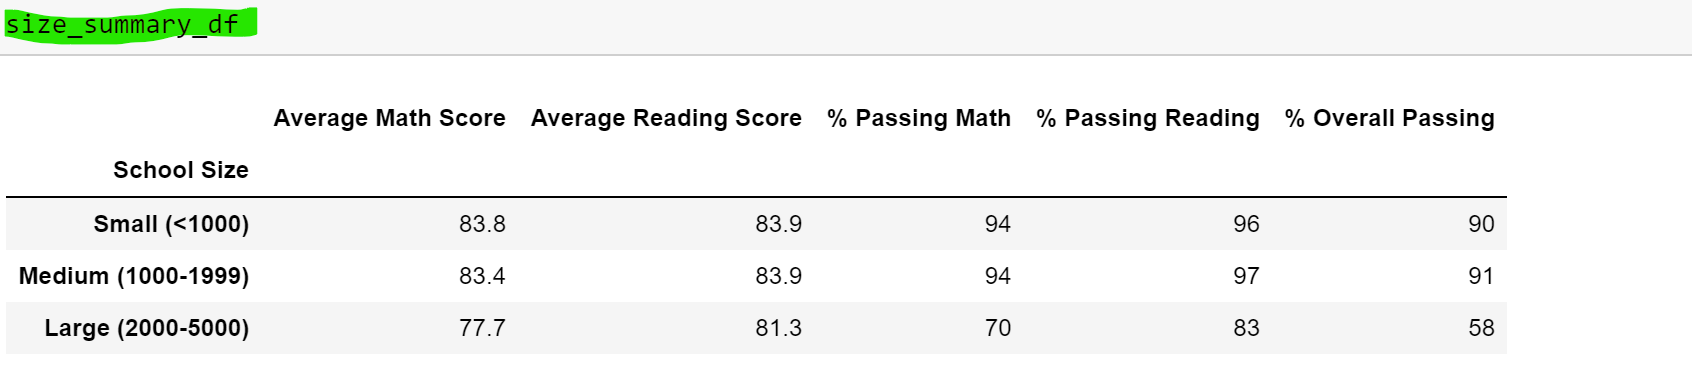 size_summary_df
Average Math Score Average Reading Score % Passing Math % Passing Reading % Overall Passing
School Size
Small (<1000) 83.8 83.9 94 96 90
Medium (1000-1999) 83.4 83.9 94 97 91
Large (2000-5000) 77.7 81.3 70 83 58